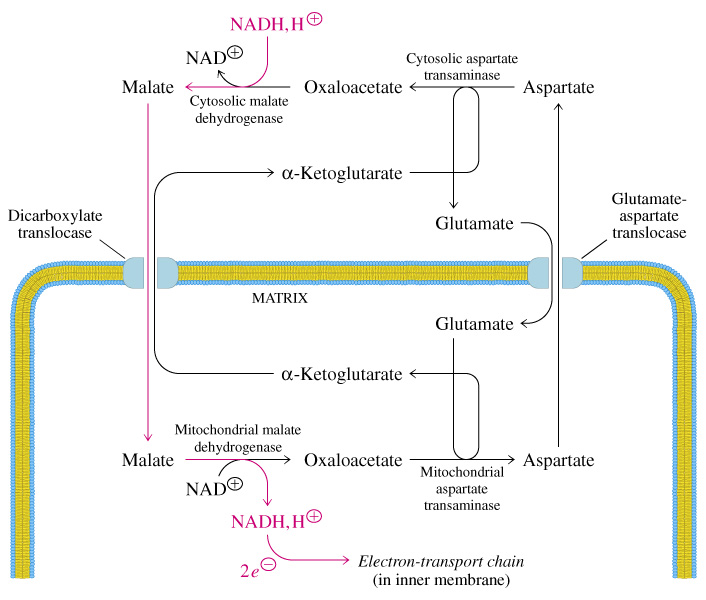 NADH, H⊕
NAD⊕
Cytosolic aspartate
transaminase
Malate
Oxaloacetate
Aspartate
Cytosolic malate
dehydrogenase
α-Ketoglutarate
Glutamate
Dicarboxylate
translocase
Glutamate-
aspartate
translocase
MATRIX
Glutamate
α-Ketoglutarate
Mitochondrial malate
dehydrogenase
Malate
Oxaloacetate
Aspartate
NAD⊕
Mitochondrial
aspartate
transaminase
NADH, H⊕
2e⊖
Electron-transport chain
(in inner membrane)